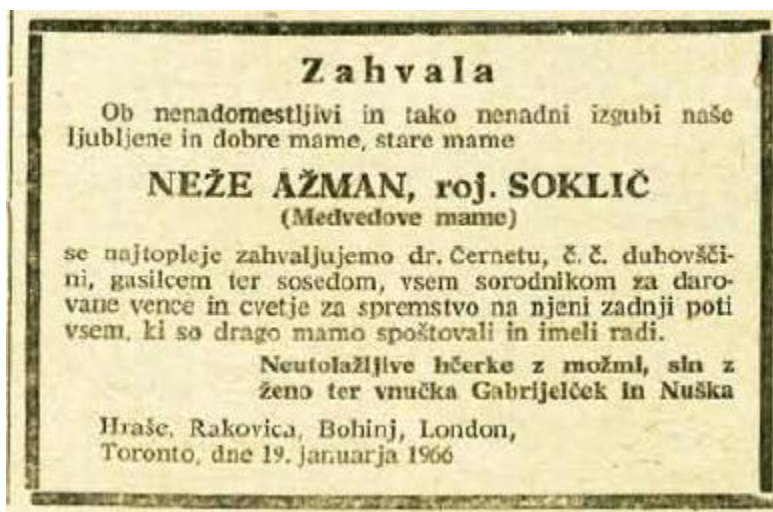 Zahvala
Ob nenadomestljivi in tako nenadni izgubi naše
ljubljene in dobre mame, stare mame
NEŽE AŽMAN, roj. SOKLIČ
(Medvedove mame)
se najtopleje zahvaljujemo dr. Černetu, č. č. duhovšči-
ni, gasilcem ter sosedom, vsem sorodnikom za daro-
vane vence in cvetje za spremstvo na njeni zadnji poti
vsem, ki so drago mamo spoštovali in imeli radi.
Neutolažljive hčerke z možmi, sin z
ženo ter vnučka Gabrijelček in Nuška
Hraše, Rakovica, Bohinj, London,
Toronto, dne 19. januarja 1966